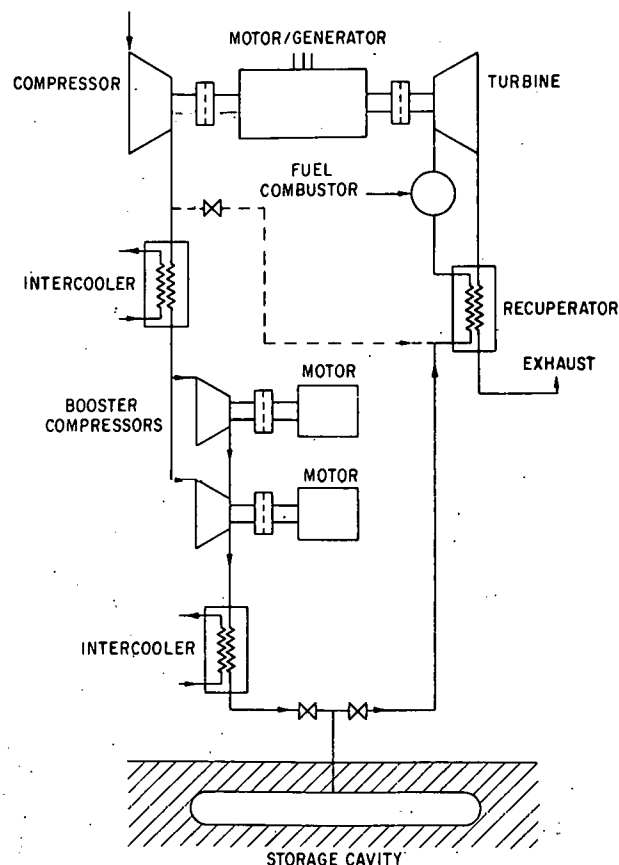 MOTOR/GENERATOR
COMPRESSOR
TURBINE
FUEL
COMBUSTOR
INTERCOOLER
RECUPERATOR
EXHAUST
MOTOR
BOOSTER
COMPRESSORS
MOTOR
INTERCOOLER
STORAGE CAVITY